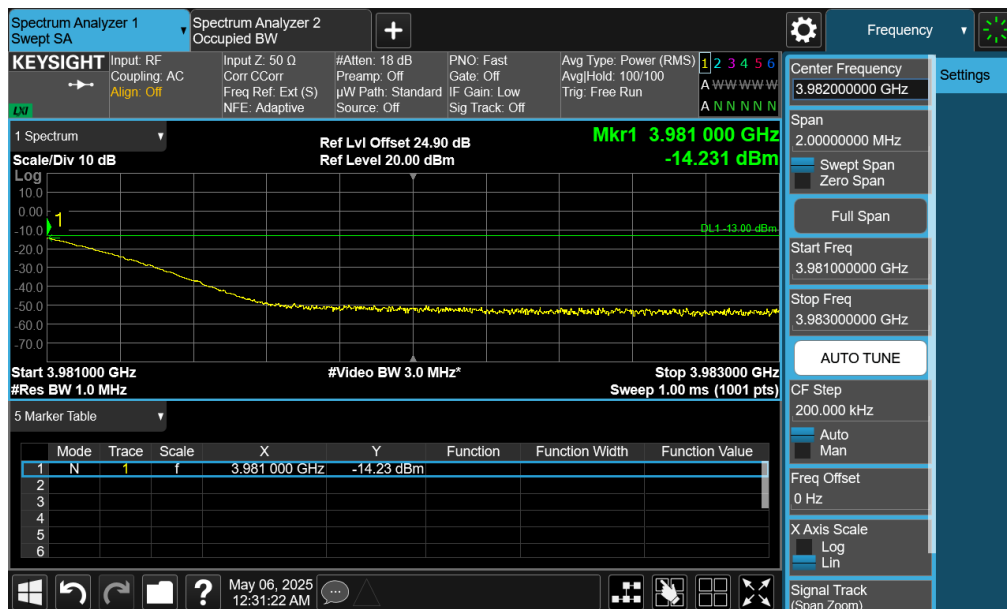 Spectrum Analyzer 1
Swept SA
Spectrum Analyzer 2
Occupied BW
Frequency
KEYSIGHT
LXI
Input: RF
Coupling: AC
Align: Off
Input Z: 50 Ω
Corr CCorr
Freq Ref: Ext (S)
NFE: Adaptive
#Atten: 18 dB
Preamp: Off
µW Path: Standard
Source: Off
PNO: Fast
Gate: Off
IF Gain: Low
Sig Track: Off
Avg Type: Power (RMS)
Avg|Hold: 100/100
Trig: Free Run
1 2 3 4 5 6
A W W W W W
A N N N N N
1 Spectrum
Scale/Div 10 dB
Ref Lvl Offset 24.90 dB
Ref Level 20.00 dBm
Mkr1 3.981 000 GHz
-14.231 dBm
Log
10.0
0.00
-10.0
-20.0
-30.0
-40.0
-50.0
-60.0
-70.0
1
DL1 -13.00 dBm
Start 3.981000 GHz
#Res BW 1.0 MHz
#Video BW 3.0 MHz*
Stop 3.983000 GHz
Sweep 1.00 ms (1001 pts)
5 Marker Table
Mode Trace Scale X Y Function Function Width Function Value
1 N 1 f 3.981 000 GHz -14.23 dBm
2
3
4
5
6
May 06, 2025
12:31:22 AM
Center Frequency
3.982000000 GHz
Span
2.00000000 MHz
Swept Span
Zero Span
Full Span
Start Freq
3.981000000 GHz
Stop Freq
3.983000000 GHz
AUTO TUNE
CF Step
200.000 kHz
Auto
Man
Freq Offset
0 Hz
X Axis Scale
Log
Lin
Signal Track
(Span Zoom)
Settings